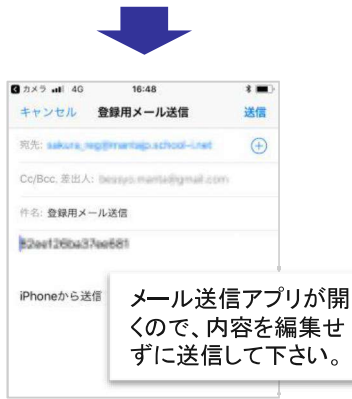 カメラ 4G 16:48
キャンセル 登録用メール送信 送信
宛先:
Cc/Bcc, 差出人:
件名: 登録用メール送信
iPhoneから送信
メール送信アプリが開
くので、内容を編集せ
ずに送信して下さい。